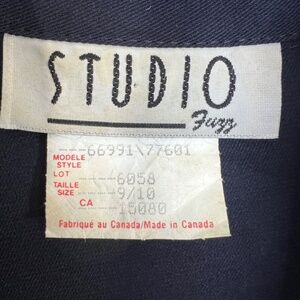 STUDIO
Fuzz
MODELE
STYLE ---66991\77601
LOT ----6058
TAILLE
SIZE ----9/10
CA ---15080
Fabriqué au Canada/Made in Canada